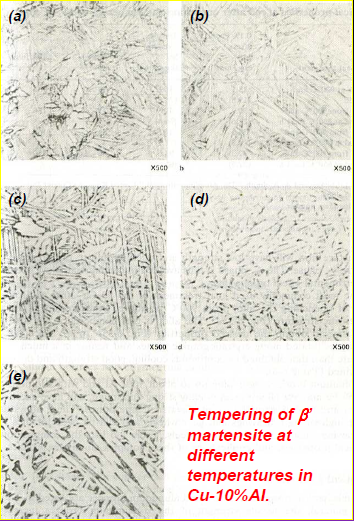 (a)
(b)
X500
b
X500
(c)
(d)
X500
d
X500
(e)
Tempering of β'
martensite at
different
temperatures in
Cu-10%Al.